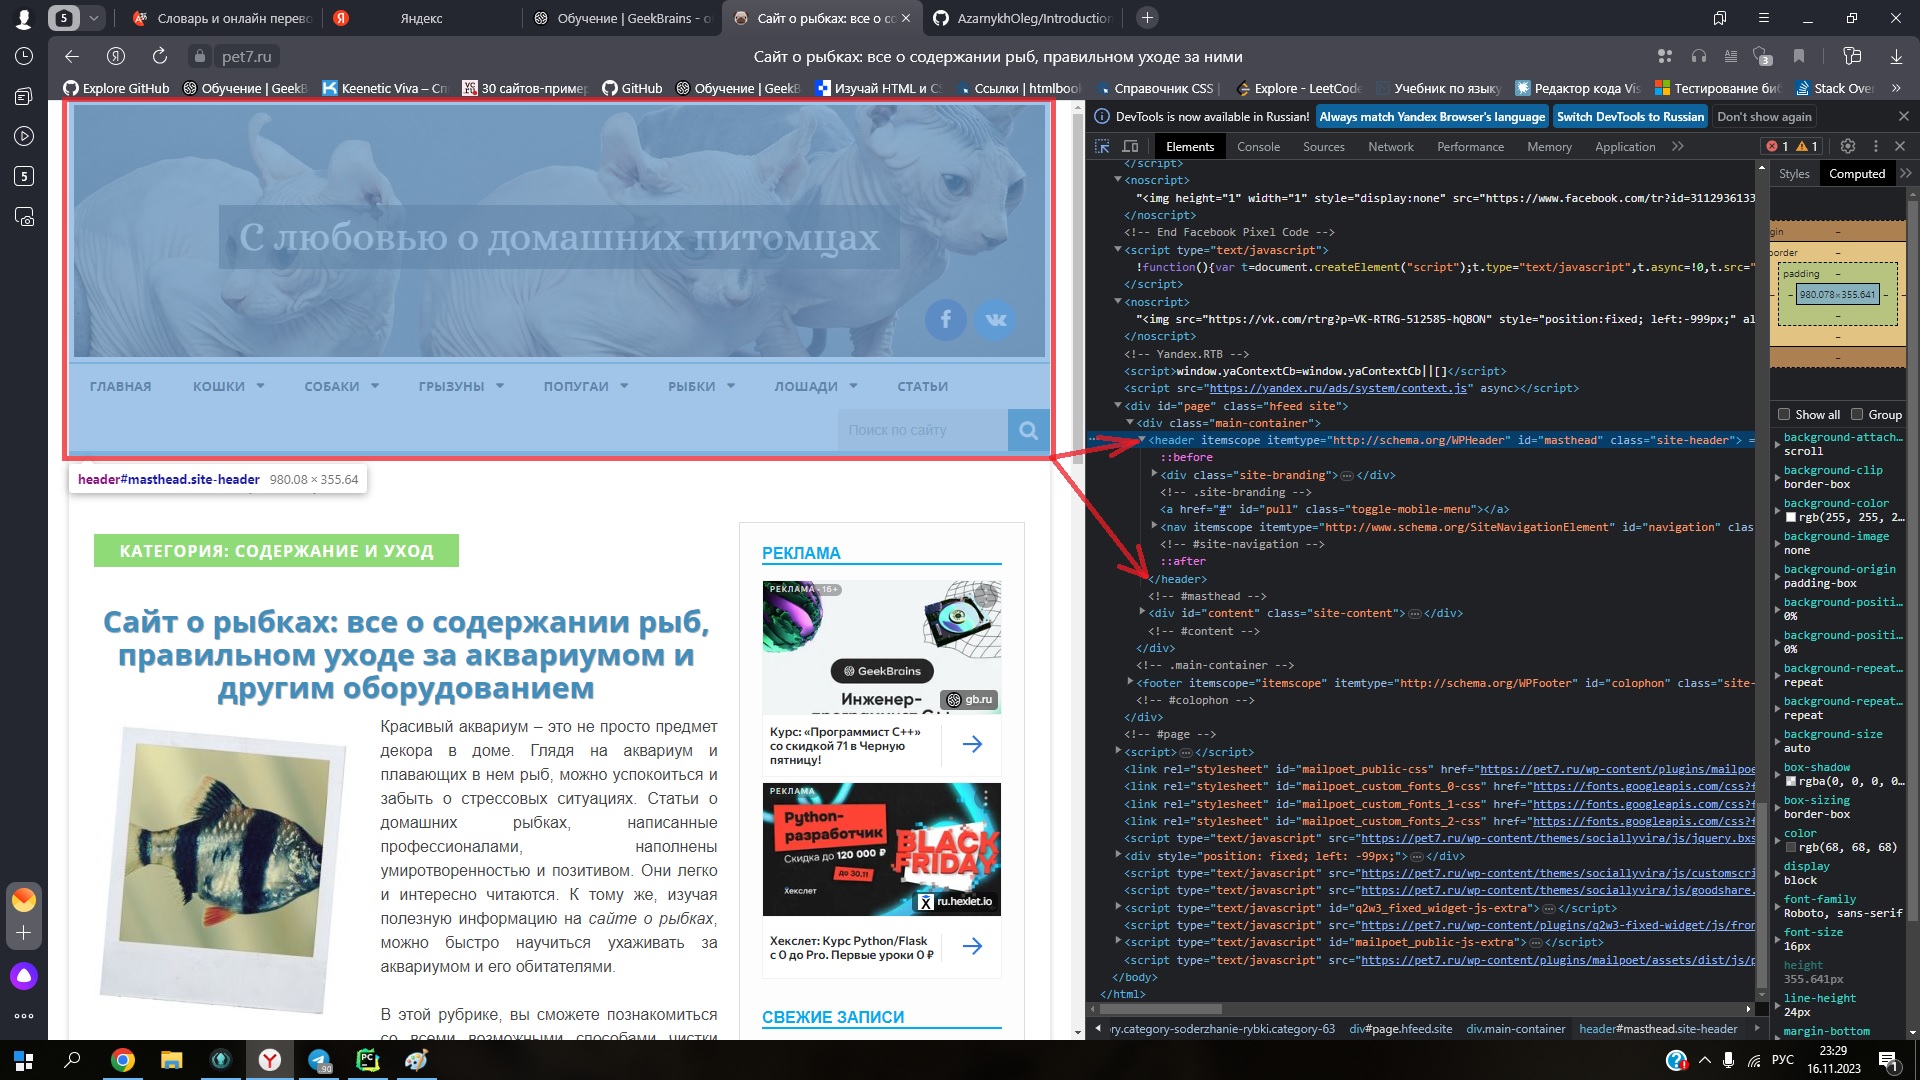 5
Словарь и онлайн перево
Яндекс
Обучение | GeekBrains - о
Сайт о рыбках: все о со
AzarnykhOleg/Introduction
pet7.ru
Сайт о рыбках: все о содержании рыб, правильном уходе за ними
3
Explore GitHub
Обучение | GeekB
Keenetic Viva – Сп
30 сайтов-пример
GitHub
Обучение | GeekB
Изучай HTML и C
Ссылки | htmlbook
Справочник CSS |
Explore - LeetCode
Учебник по языку
Редактор кода Vis
Тестирование биб
Stack Over
5
С любовью о домашних питомцах
ГЛАВНАЯ
КОШКИ
СОБАКИ
ГРЫЗУНЫ
ПОПУГАИ
РЫБКИ
ЛОШАДИ
СТАТЬИ
Поиск по сайту
header#masthead.site-header 980.08 × 355.64
КАТЕГОРИЯ: СОДЕРЖАНИЕ И УХОД
Сайт о рыбках: все о содержании рыб,
правильном уходе за аквариумом и
другим оборудованием
Красивый аквариум – это не просто предмет
декора в доме. Глядя на аквариум и
плавающих в нем рыб, можно успокоиться и
забыть о стрессовых ситуациях. Статьи о
домашних рыбках, написанные
профессионалами, наполнены
умиротворенностью и позитивом. Они легко
и интересно читаются. К тому же, изучая
полезную информацию на сайте о рыбках,
можно быстро научиться ухаживать за
аквариумом и его обитателями.
В этой рубрике, вы сможете познакомиться
со всеми возможными способами чистки
РЕКЛАМА
РЕКЛАМА • 16+
GeekBrains
Инженер-
gb.ru
Курс: «Программист C++»
со скидкой 71 в Черную
пятницу!
РЕКЛАМА
Python-
разработчик
Скидка до 120 000 ₽
до 30.11
BLACK
FRIDAY
Хекслет
ru.hexlet.io
Хекслет: Курс Python/Flask
с 0 до Pro. Первые уроки 0 ₽
СВЕЖИЕ ЗАПИСИ
DevTools is now available in Russian!
Always match Yandex Browser's language
Switch DevTools to Russian
Don't show again
Elements
Console
Sources
Network
Performance
Memory
Application
1
1
</script>
<noscript>
"<img height="1" width="1" style="display:none" src="https://www.facebook.com/tr?id=3112936133
</noscript>
<!-- End Facebook Pixel Code -->
<script type="text/javascript">
!function(){var t=document.createElement("script");t.type="text/javascript",t.async=!0,t.src="
</script>
<noscript>
"<img src="https://vk.com/rtrg?p=VK-RTRG-512585-hQBON" style="position:fixed; left:-999px;" al
</noscript>
<!-- Yandex.RTB -->
<script>window.yaContextCb=window.yaContextCb||[]</script>
<script src="https://yandex.ru/ads/system/context.js" async></script>
<div id="page" class="hfeed site">
<div class="main-container">
<header itemscope itemtype="http://schema.org/WPHeader" id="masthead" class="site-header"> =
::before
<div class="site-branding">…</div>
<!-- .site-branding -->
<a href="#" id="pull" class="toggle-mobile-menu"></a>
<nav itemscope itemtype="http://www.schema.org/SiteNavigationElement" id="navigation" clas
<!-- #site-navigation -->
::after
</header>
<!-- #masthead -->
<div id="content" class="site-content">…</div>
<!-- #content -->
</div>
<!-- .main-container -->
<footer itemscope="itemscope" itemtype="http://schema.org/WPFooter" id="colophon" class="site-
<!-- #colophon -->
</div>
<!-- #page -->
<script>…</script>
<link rel="stylesheet" id="mailpoet_public-css" href="https://pet7.ru/wp-content/plugins/mailpoe
<link rel="stylesheet" id="mailpoet_custom_fonts_0-css" href="https://fonts.googleapis.com/css?f
<link rel="stylesheet" id="mailpoet_custom_fonts_1-css" href="https://fonts.googleapis.com/css?f
<link rel="stylesheet" id="mailpoet_custom_fonts_2-css" href="https://fonts.googleapis.com/css?f
<script type="text/javascript" src="https://pet7.ru/wp-content/themes/sociallyvira/js/jquery.bxs
<div style="position: fixed; left: -99px;">…</div>
<script type="text/javascript" src="https://pet7.ru/wp-content/themes/sociallyvira/js/customscri
<script type="text/javascript" src="https://pet7.ru/wp-content/themes/sociallyvira/js/goodshare.
<script type="text/javascript" id="q2w3_fixed_widget-js-extra">…</script>
<script type="text/javascript" src="https://pet7.ru/wp-content/plugins/q2w3-fixed-widget/js/fron
<script type="text/javascript" id="mailpoet_public-js-extra">…</script>
<script type="text/javascript" src="https://pet7.ru/wp-content/plugins/mailpoet/assets/dist/js/p
</body>
</html>
ory.category-soderzhanie-rybki.category-63
div#page.hfeed.site
div.main-container
header#masthead.site-header
Styles
Computed
gin
border
padding
980.078×355.641
Show all
Group
background-attach…
scroll
background-clip
border-box
background-color
rgb(255, 255, 2…
background-image
none
background-origin
padding-box
background-positi…
0%
background-positi…
0%
background-repeat…
repeat
background-repeat…
repeat
background-size
auto
box-shadow
rgba(0, 0, 0, 0…
box-sizing
border-box
color
rgb(68, 68, 68)
display
block
font-family
Roboto, sans-serif
font-size
16px
height
355.641px
line-height
24px
margin-bottom
90
РУС
23:29
16.11.2023
1